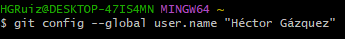 HGRuiz@DESKTOP-47IS4MN MINGW64 ~
$ git config --global user.name "Héctor Gázquez"